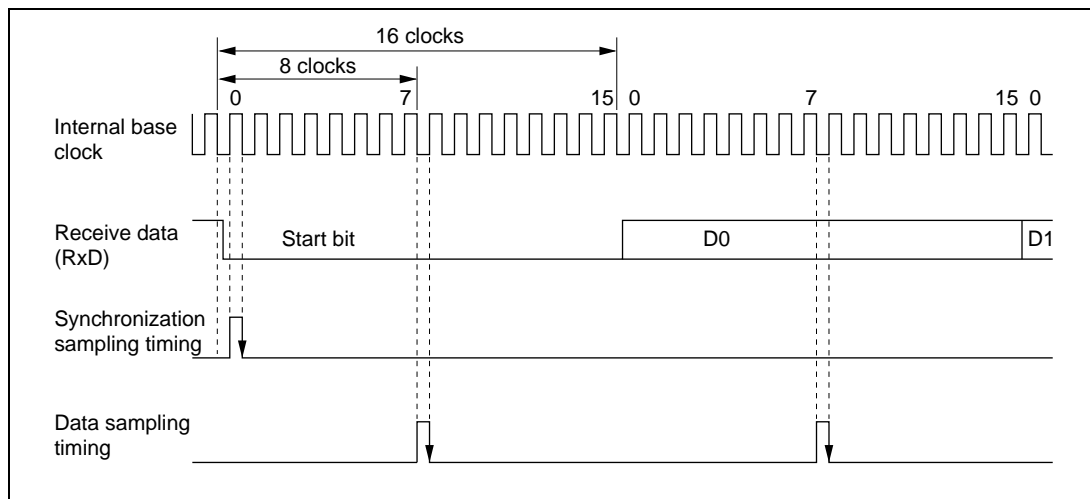 16 clocks
8 clocks
0 7 15 0 7 15 0
Internal base
clock
Receive data
(RxD)
Start bit D0 D1
Synchronization
sampling timing
Data sampling
timing